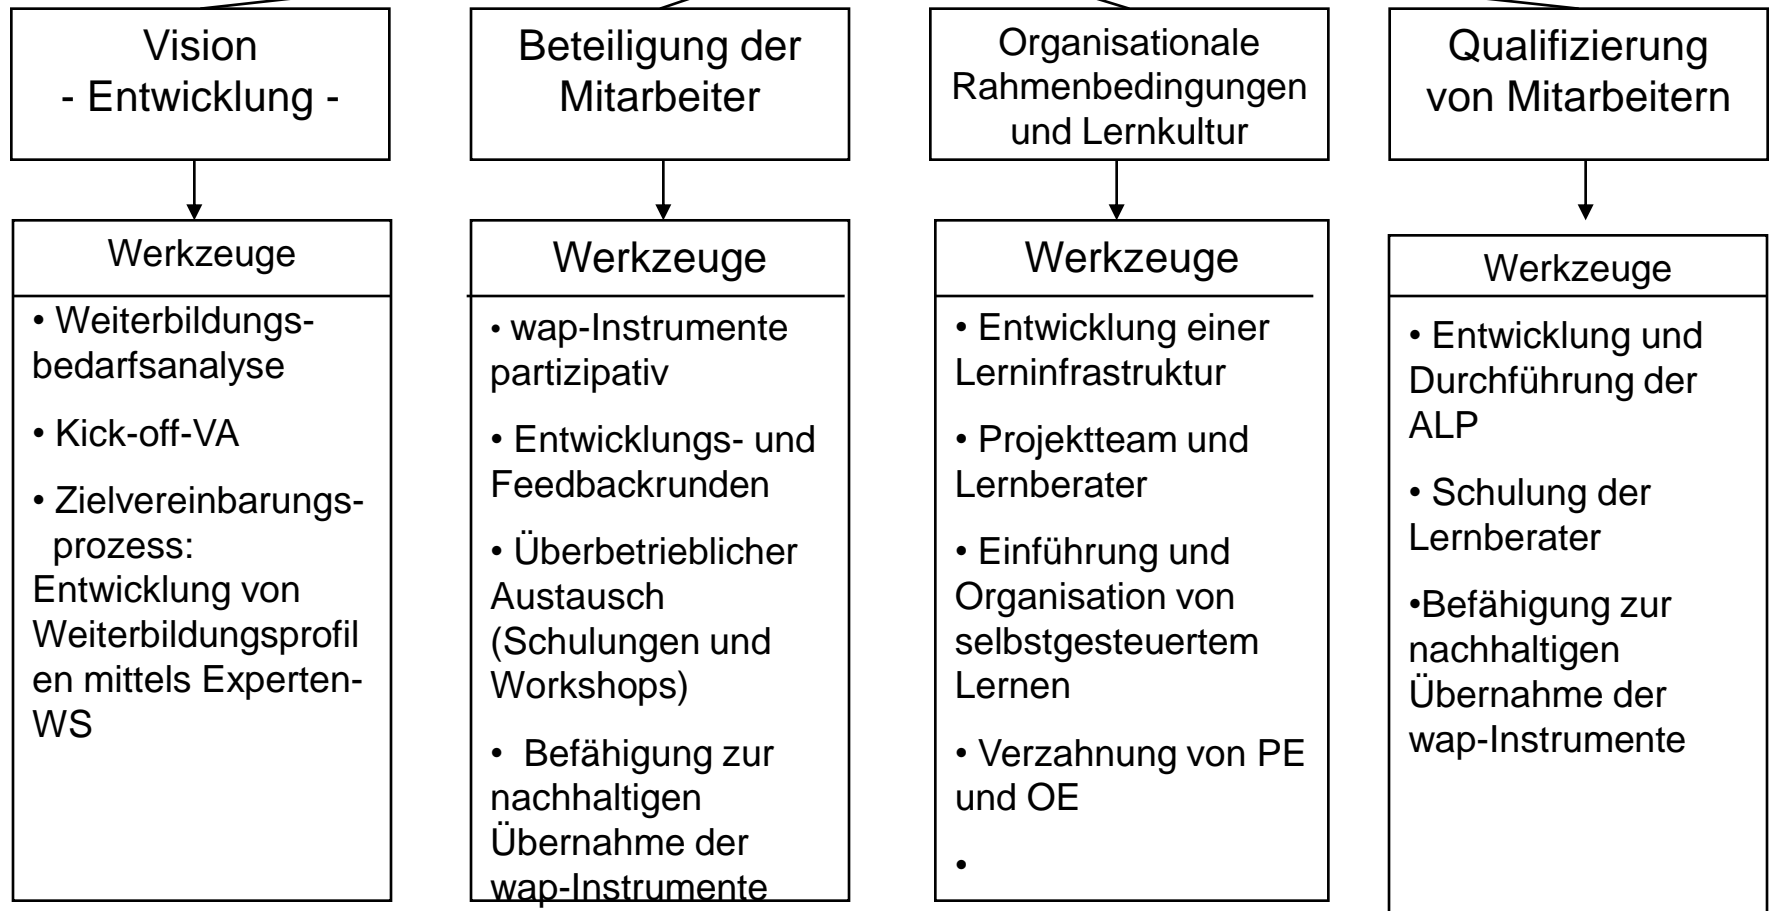 Vision
- Entwicklung -
Werkzeuge
• Weiterbildungs-
bedarfsanalyse
• Kick-off-VA
• Zielvereinbarungs-
prozess:
Entwicklung von
Weiterbildungsprofil
en mittels Experten-
WS
Beteiligung der
Mitarbeiter
Werkzeuge
• wap-Instrumente
partizipativ
• Entwicklungs- und
Feedbackrunden
• Überbetrieblicher
Austausch
(Schulungen und
Workshops)
• Befähigung zur
nachhaltigen
Übernahme der
wap-Instrumente
Organisationale
Rahmenbedingungen
und Lernkultur
Werkzeuge
• Entwicklung einer
Lerninfrastruktur
• Projektteam und
Lernberater
• Einführung und
Organisation von
selbstgesteuertem
Lernen
• Verzahnung von PE
und OE
•
Qualifizierung
von Mitarbeitern
Werkzeuge
• Entwicklung und
Durchführung der
ALP
• Schulung der
Lernberater
•Befähigung zur
nachhaltigen
Übernahme der
wap-Instrumente